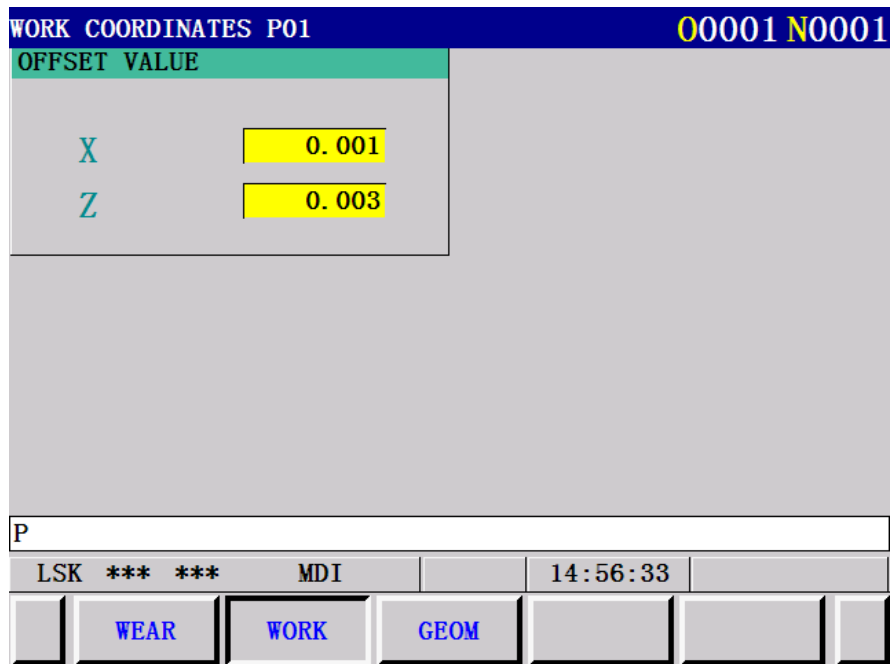 WORK COORDINATES P01 O0001 N0001
OFFSET VALUE
X 0.001
Z 0.003
P
LSK *** *** MDI 14:56:33
WEAR WORK GEOM